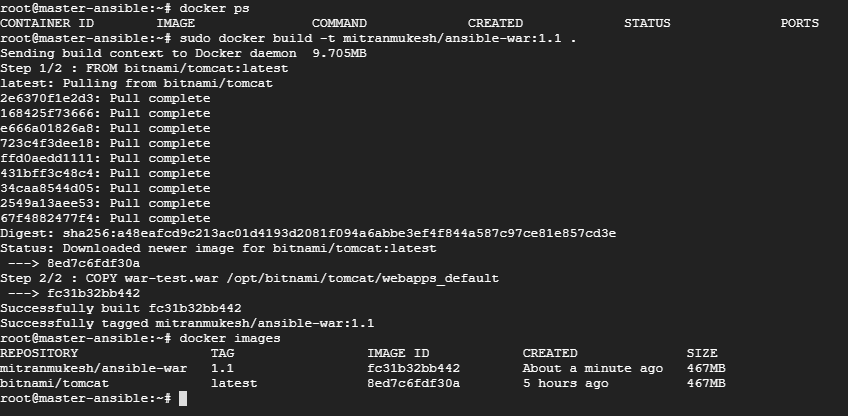 root@master-ansible:~# docker ps
CONTAINER ID        IMAGE               COMMAND             CREATED             STATUS              PORTS
root@master-ansible:~# sudo docker build -t mitranmukesh/ansible-war:1.1 .
Sending build context to Docker daemon  9.705MB
Step 1/2 : FROM bitnami/tomcat:latest
latest: Pulling from bitnami/tomcat
2e6370f1e2d3: Pull complete
168425f73666: Pull complete
e666a01826a8: Pull complete
723c4f3dee18: Pull complete
ffd0aedd1111: Pull complete
431bff3c48c4: Pull complete
34caa8544d05: Pull complete
2549a13aee53: Pull complete
67f4882477f4: Pull complete
Digest: sha256:a48eafcd9c213ac01d4193d2081f094a6abbe3ef4f844a587c97ce81e857cd3e
Status: Downloaded newer image for bitnami/tomcat:latest
 ---> 8ed7c6fdf30a
Step 2/2 : COPY war-test.war /opt/bitnami/tomcat/webapps_default
 ---> fc31b32bb442
Successfully built fc31b32bb442
Successfully tagged mitranmukesh/ansible-war:1.1
root@master-ansible:~# docker images
REPOSITORY                 TAG                 IMAGE ID            CREATED              SIZE
mitranmukesh/ansible-war   1.1                 fc31b32bb442        About a minute ago   467MB
bitnami/tomcat             latest              8ed7c6fdf30a        5 hours ago          467MB
root@master-ansible:~#